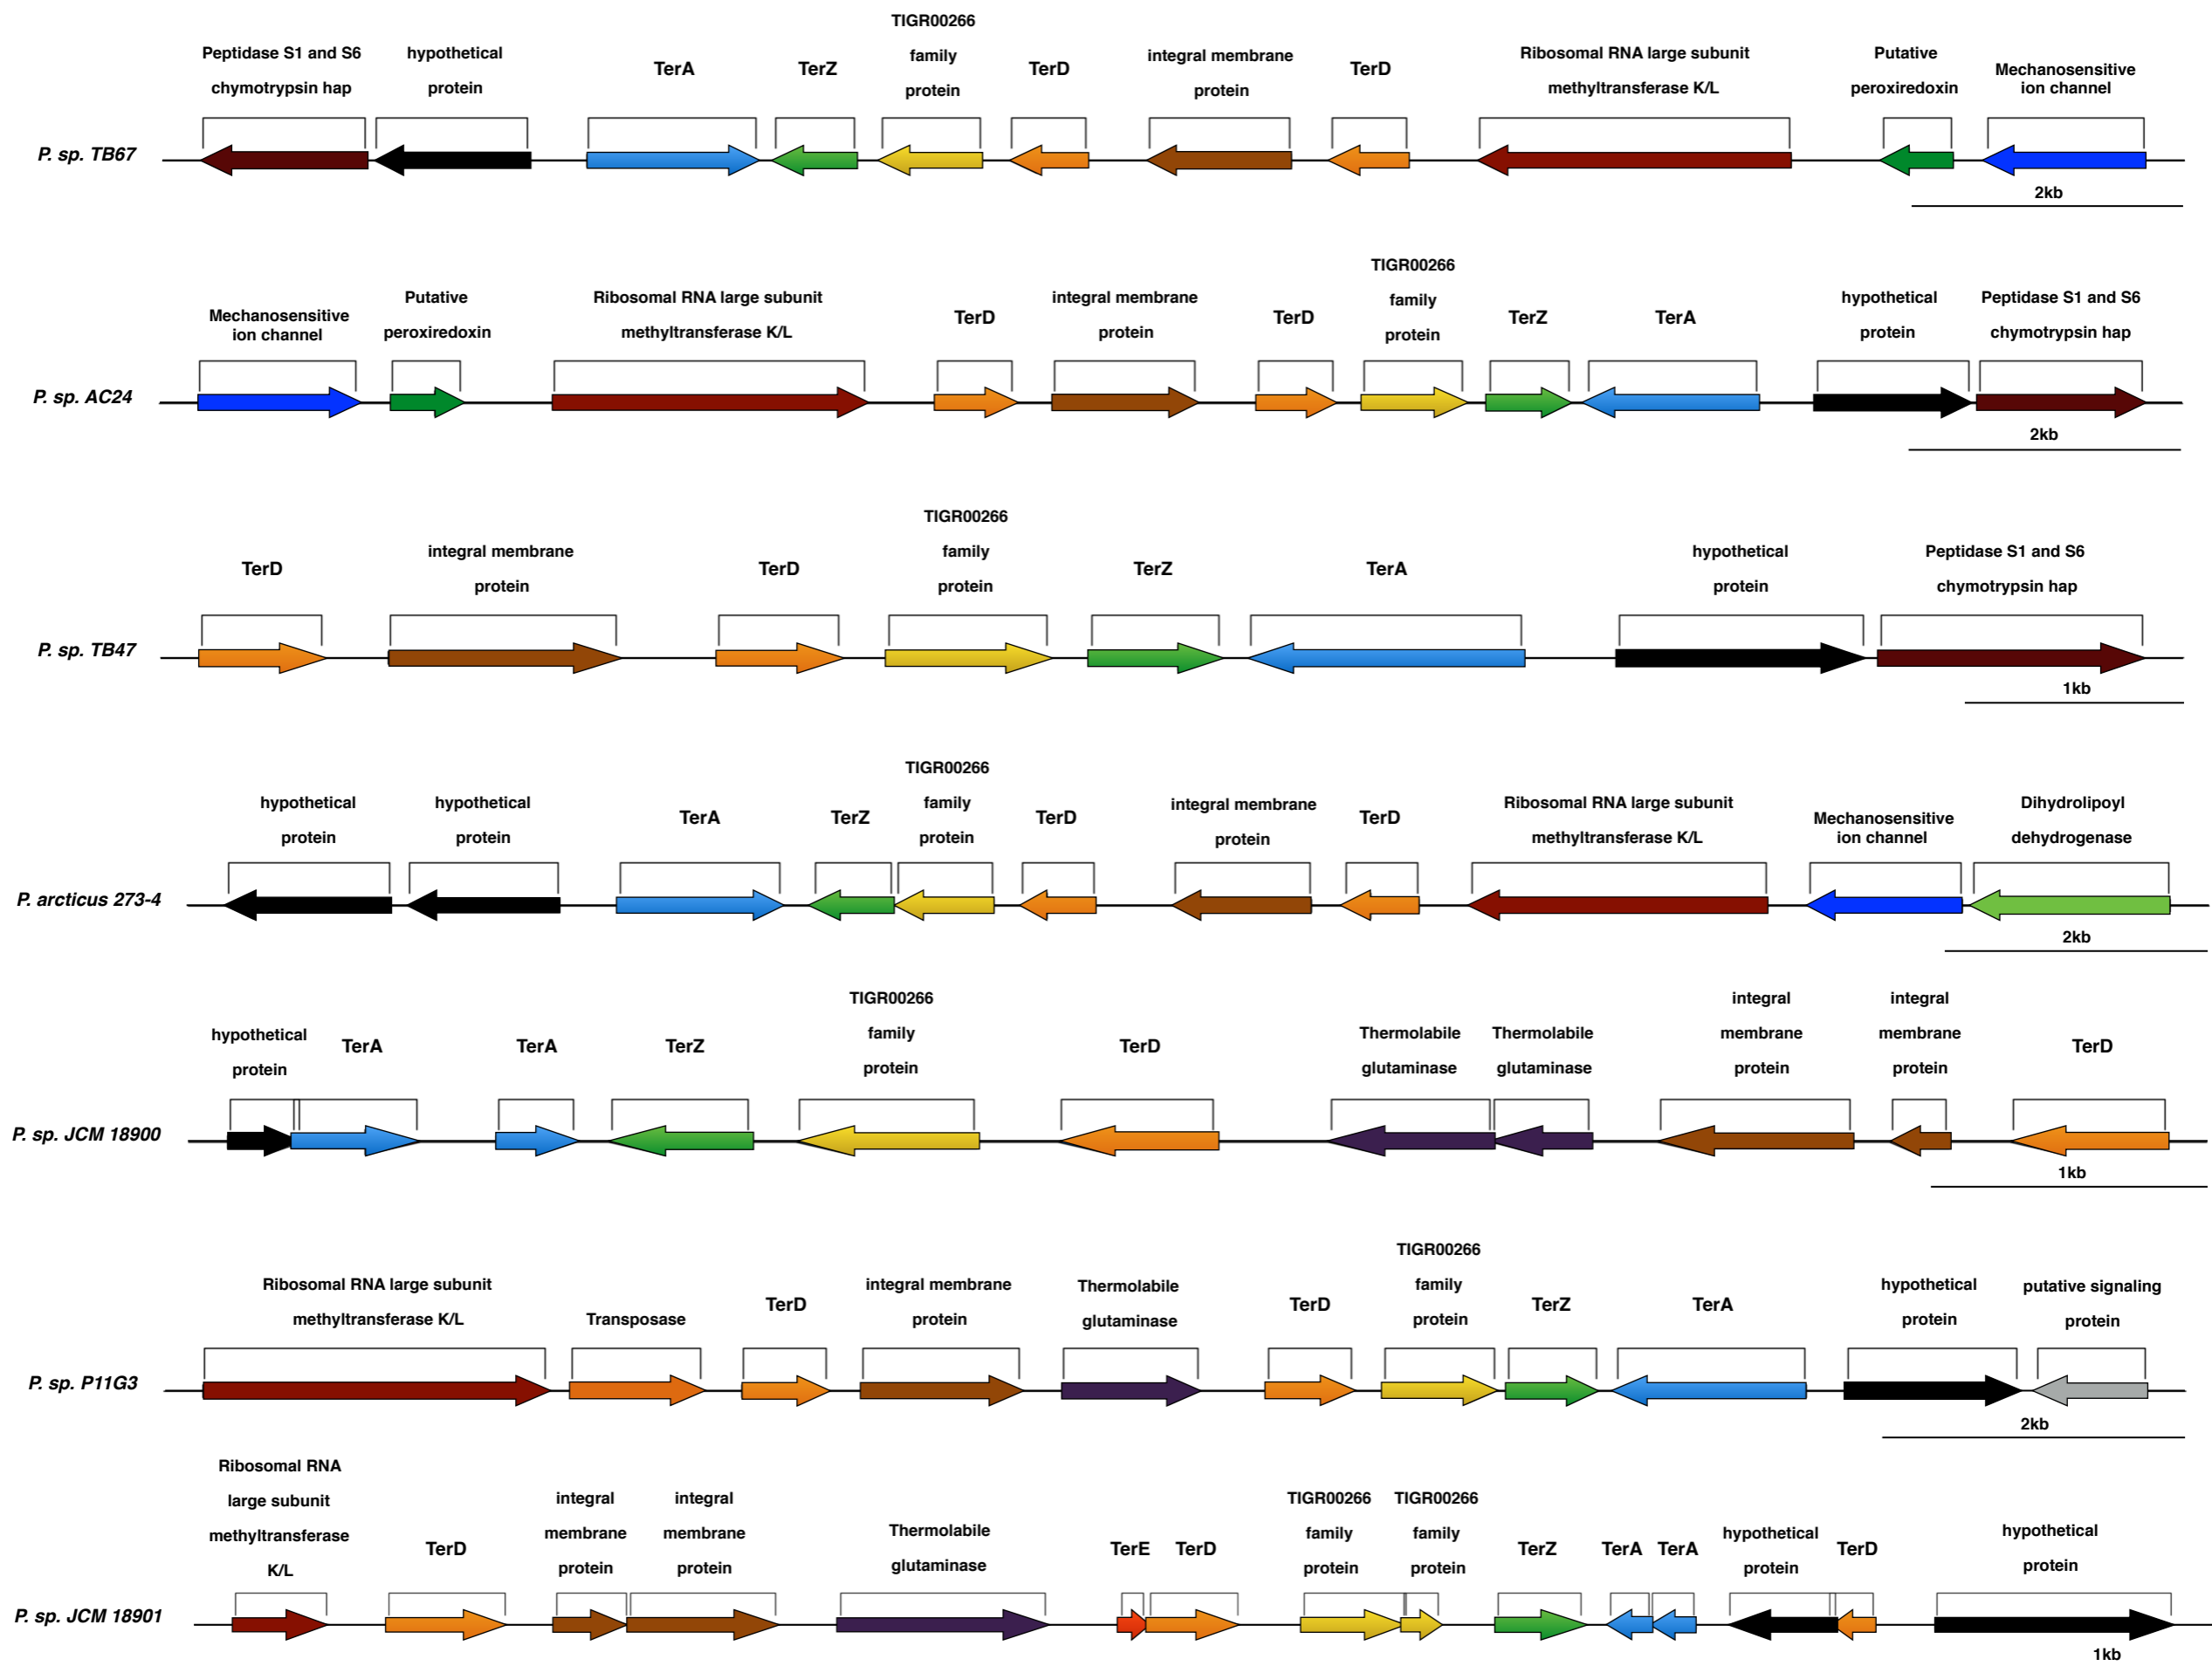 TIGR00266
Peptidase S1 and S6
hypothetical
family
integral membrane
Ribosomal RNA large subunit
Putative
TerA
TerZ
TerD
TerD
Mechanosensitive
chymotrypsin hap
protein
protein
protein
methyltransferase K/L
peroxiredoxin
ion channel
P. sp. TB67
2kb
TIGR00266
Putative
Ribosomal RNA large subunit
integral membrane
family
hypothetical
Peptidase S1 and S6
Mechanosensitive
TerD
TerD
TerZ
TerA
ion channel
peroxiredoxin
methyltransferase K/L
protein
protein
protein
chymotrypsin hap
P. sp. AC24
2kb
TIGR00266
integral membrane
family
hypothetical
Peptidase S1 and S6
TerD
TerD
TerZ
TerA
protein
protein
protein
chymotrypsin hap
P. sp. TB47
1kb
TIGR00266
hypothetical
hypothetical
family
integral membrane
Ribosomal RNA large subunit
Dihydrolipoyl
TerA
TerZ
TerD
TerD
Mechanosensitive
ion channel
protein
protein
protein
protein
methyltransferase K/L
dehydrogenase
P. arcticus 273-4
2kb
TIGR00266
integral
integral
hypothetical
family
Thermolabile
Thermolabile
membrane
membrane
TerA
TerA
TerZ
TerD
TerD
protein
protein
glutaminase
glutaminase
protein
protein
P. sp. JCM 18900
1kb
TIGR00266
Ribosomal RNA large subunit
integral membrane
Thermolabile
family
hypothetical
putative signaling
TerD
TerD
TerZ
TerA
methyltransferase K/L
Transposase
protein
glutaminase
protein
protein
protein
P. sp. P11G3
2kb
Ribosomal RNA
large subunit
integral
integral
TIGR00266
TIGR00266
methyltransferase
membrane
membrane
Thermolabile
family
family
hypothetical
hypothetical
TerD
TerE
TerD
TerZ
TerA
TerA
TerD
K/L
protein
protein
glutaminase
protein
protein
protein
protein
P. sp. JCM 18901
1kb